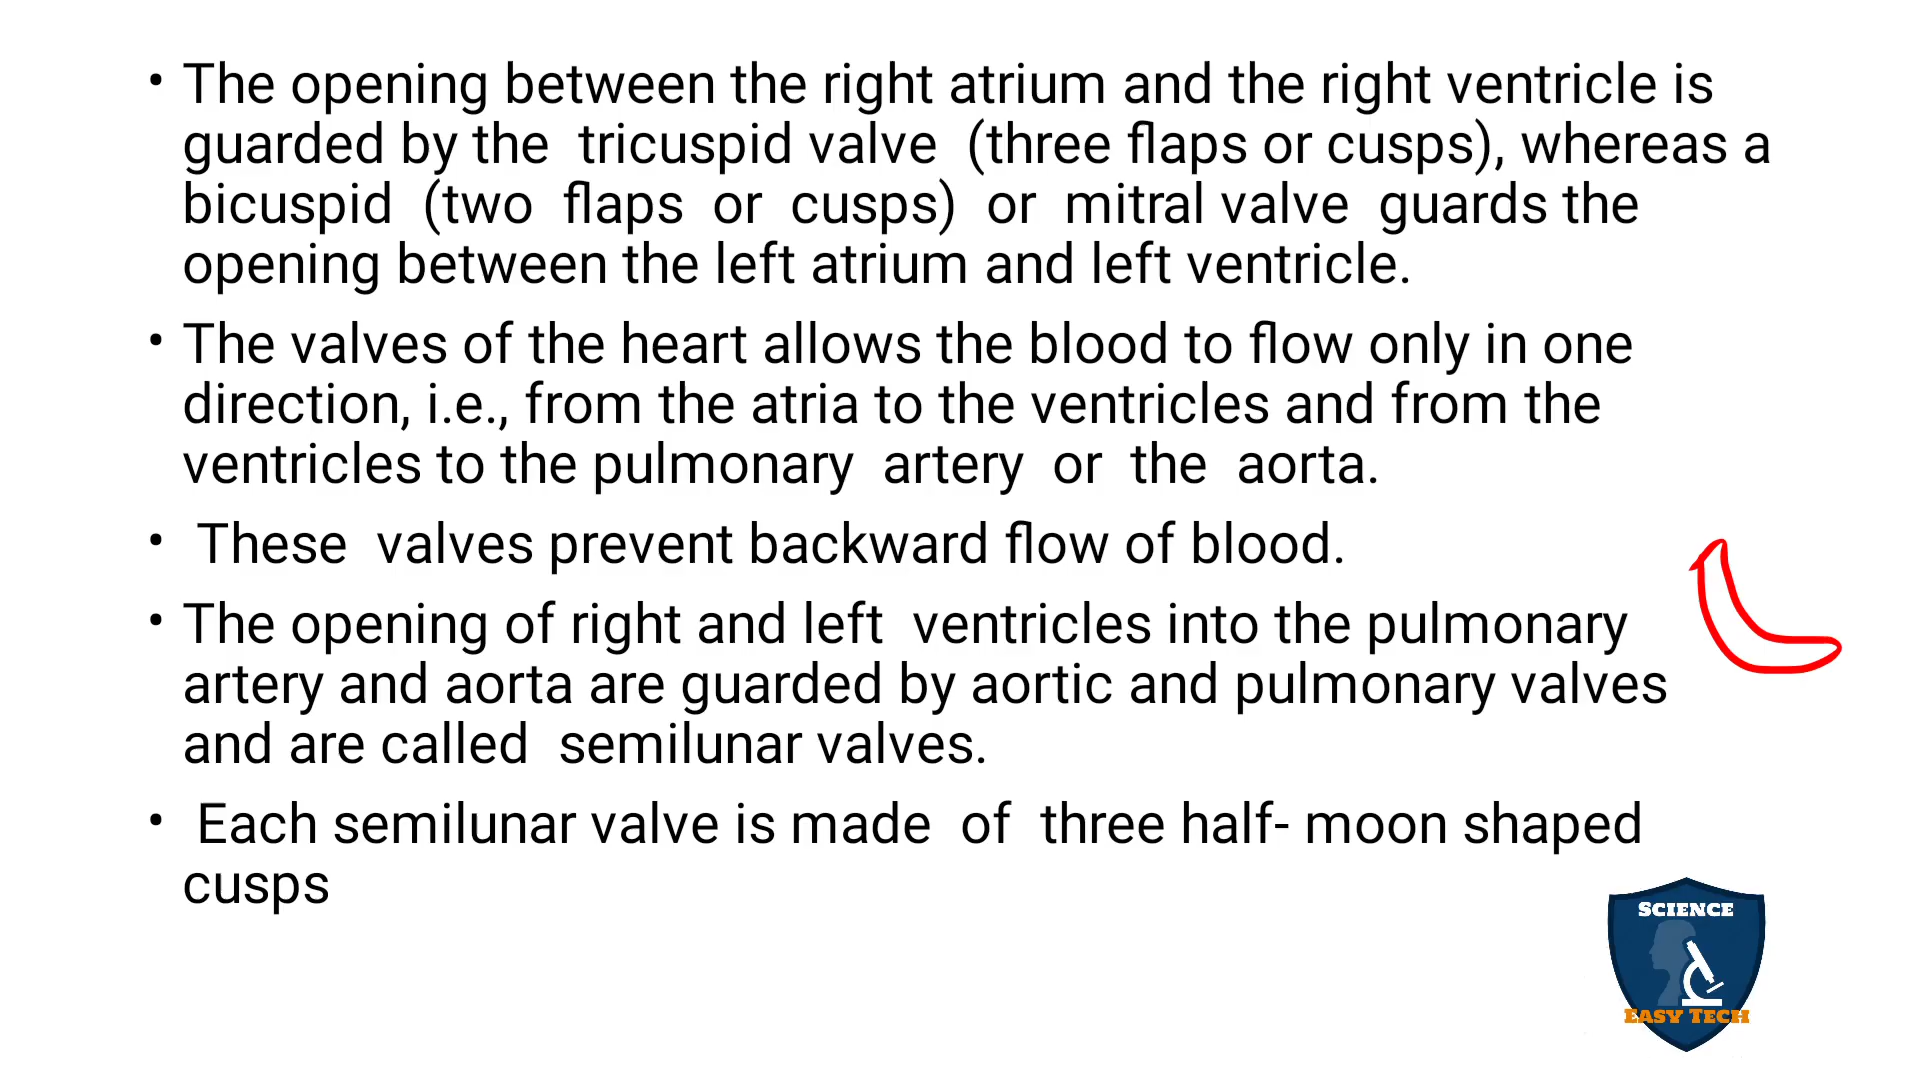 • The opening between the right atrium and the right ventricle is
guarded by the tricuspid valve (three flaps or cusps), whereas a
bicuspid (two flaps or cusps) or mitral valve guards the
opening between the left atrium and left ventricle.
• The valves of the heart allows the blood to flow only in one
direction, i.e., from the atria to the ventricles and from the
ventricles to the pulmonary artery or the aorta.
• These valves prevent backward flow of blood.
• The opening of right and left ventricles into the pulmonary
artery and aorta are guarded by aortic and pulmonary valves
and are called semilunar valves.
• Each semilunar valve is made of three half- moon shaped
cusps
SCIENCE
EASY TECH